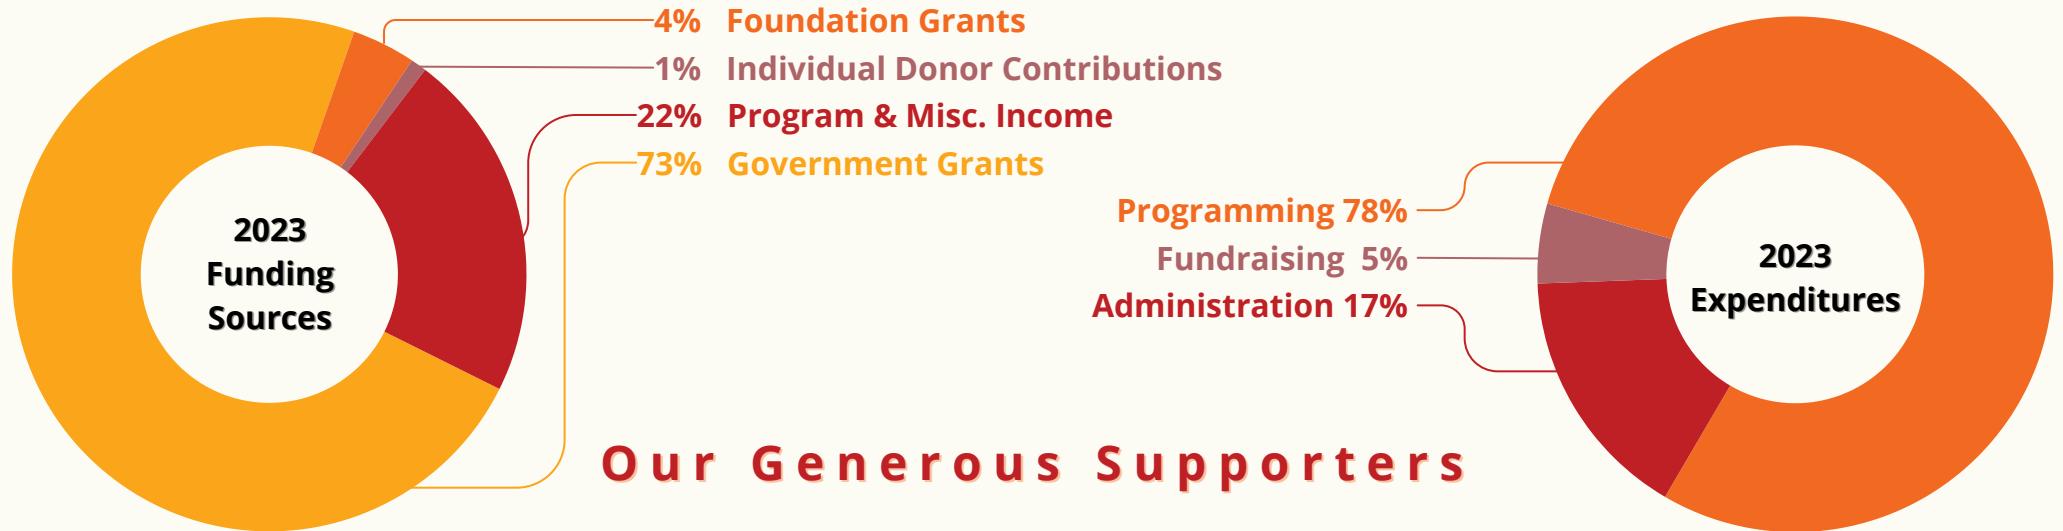 4% Foundation Grants
1% Individual Donor Contributions
22% Program & Misc. Income
73% Government Grants
2023
Funding
Sources
Programming 78%
Fundraising 5%
Administration 17%
2023
Expenditures
Our Generous Supporters